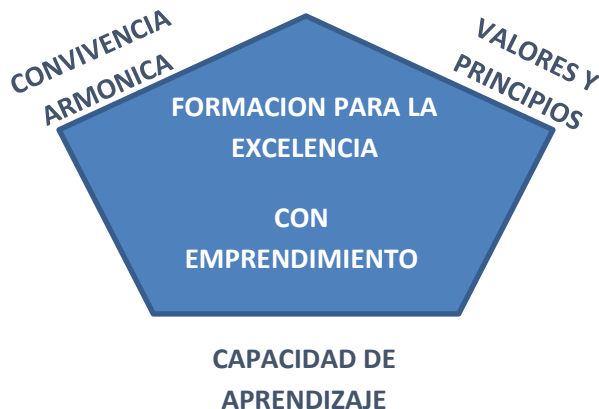 CONVIVENCIA
ARMONICA
VALORES Y
PRINCIPIOS
FORMACION PARA LA
EXCELENCIA
CON
EMPRENDIMIENTO
CAPACIDAD DE
APRENDIZAJE